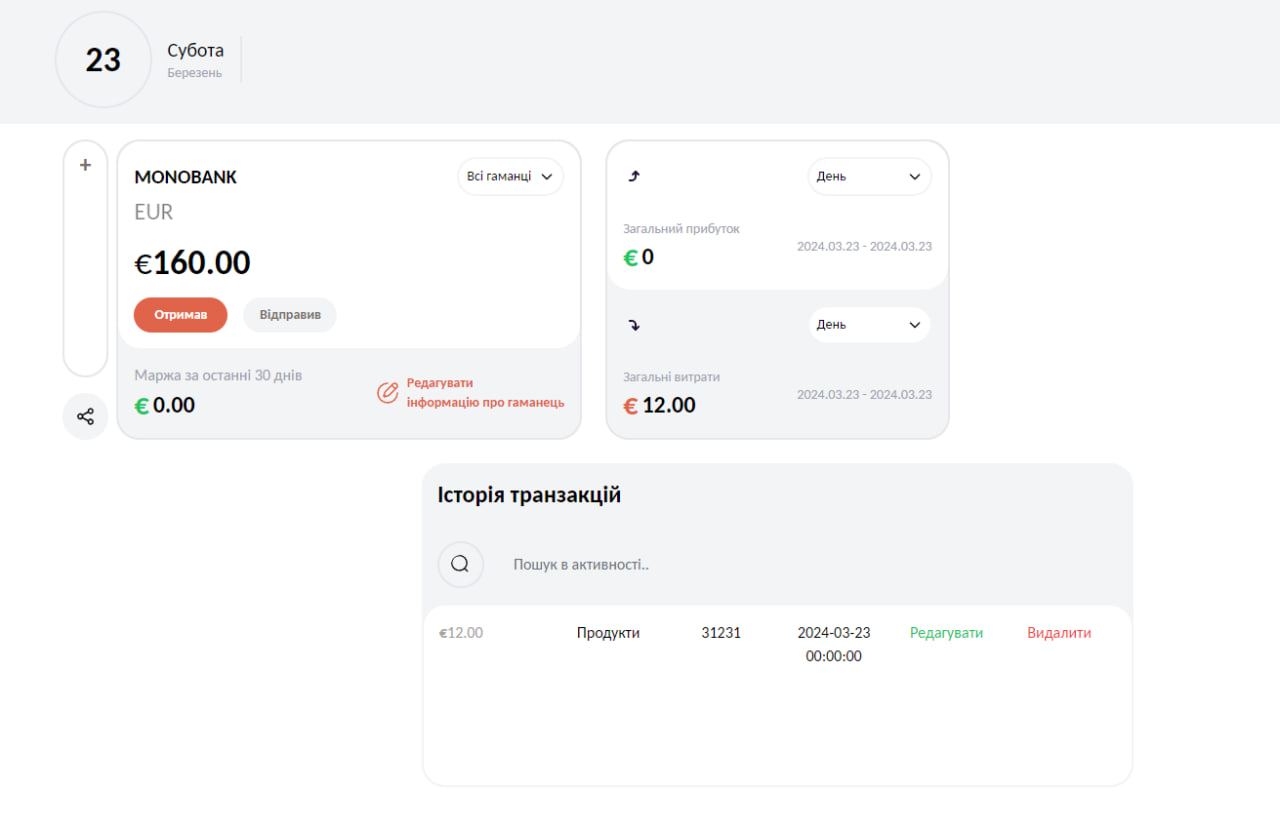 23
Субота
Березень
+
MONOBANK
Всі гаманці
EUR
€160.00
Отримав
Відправив
Маржа за останні 30 днів
€ 0.00
Редагувати
інформацію про гаманець
День
Загальний прибуток
€ 0
2024.03.23 - 2024.03.23
День
Загальні витрати
€ 12.00
2024.03.23 - 2024.03.23
Історія транзакцій
Пошук в активності..
€12.00 Продукти 31231 2024-03-23 Редагувати Видалити
00:00:00